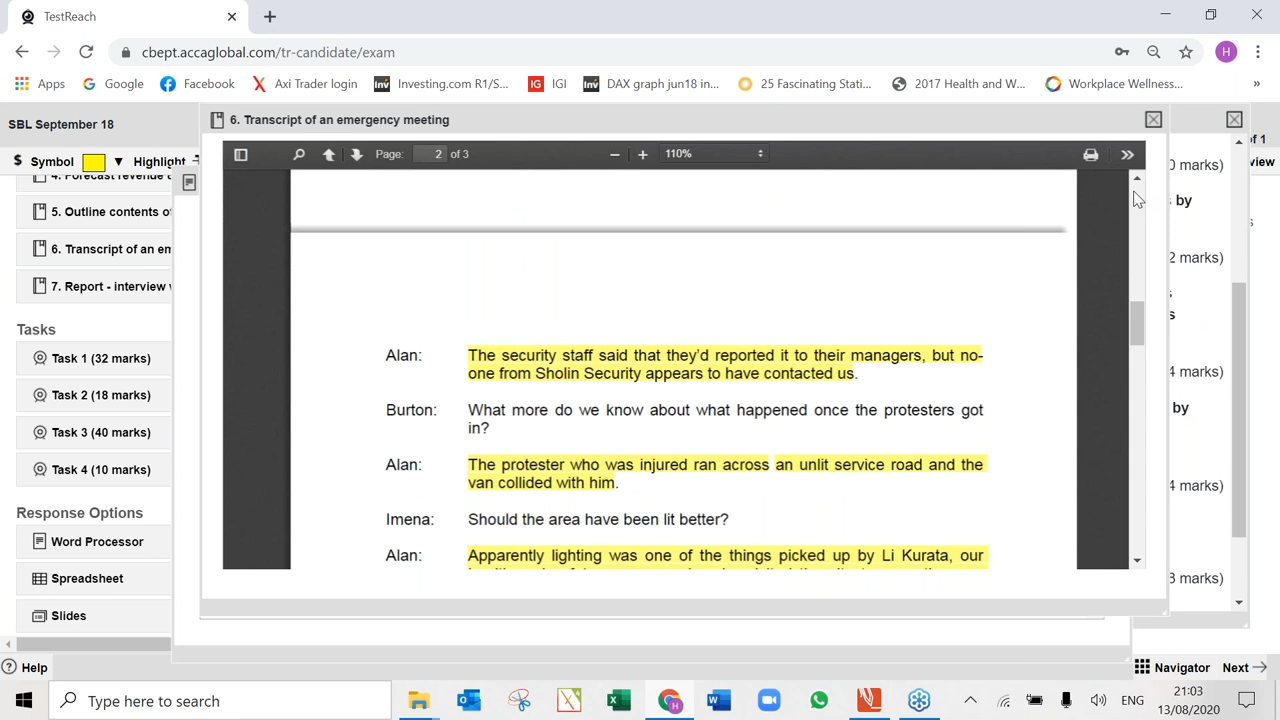 TestReach
cbept.accaglobal.com/tr-candidate/exam
H
Apps Google Facebook Axi Trader login Investing.com R1/S... IGI DAX graph jun18 in... 25 Fascinating Stati... 2017 Health and W... Workplace Wellness... »
SBL September 18
6. Transcript of an emergency meeting
of 1
$ Symbol Highlight
view
Page: 2 of 3 110%
0 marks)
5. Outline contents of
s by
6. Transcript of an em
2 marks)
7. Report - interview
Tasks
Task 1 (32 marks)
Task 2 (18 marks)
Task 3 (40 marks)
Task 4 (10 marks)
4 marks)
y by
4 marks)
3 marks)
Response Options
Word Processor
Spreadsheet
Slides
Alan: The security staff said that they'd reported it to their managers, but no-
one from Sholin Security appears to have contacted us.
Burton: What more do we know about what happened once the protesters got
in?
Alan: The protester who was injured ran across an unlit service road and the
van collided with him.
Imena: Should the area have been lit better?
Alan: Apparently lighting was one of the things picked up by Li Kurata, our
Help
Navigator Next
Type here to search
ENG
21:03
13/08/2020